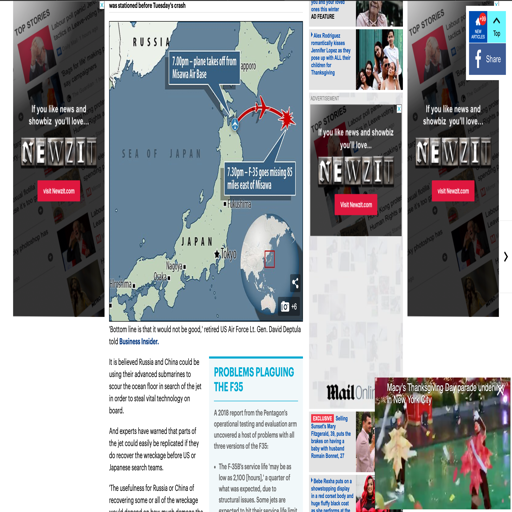 was stationed before Tuesday's crash
RUSSIA
7.00pm – plane takes off from
Misawa Air Base
apporo
SEA OF JAPAN
7.30pm – F-35 goes missing 85
miles east of Misawa
Fukushima
JAPAN
Tokyo
Nagoya
Osaka
+6
'Bottom line is that it would not be good,' retired US Air Force Lt. Gen. David Deptula
told Business Insider.
It is believed Russia and China could be
using their advanced submarines to
scour the ocean floor in search of the jet
in order to steal vital technology on
board.
And experts have warned that parts of
the jet could easily be replicated if they
do recover the wreckage before US or
Japanese search teams.
'The usefulness for Russia or China of
recovering some or all of the wreckage
would depend on how much damage the
PROBLEMS PLAGUING
THE F35
A 2018 report from the Pentagon's
operational testing and evaluation arm
uncovered a host of problems with all
three versions of the F35:
• The F-35B's service life 'may be as
low as 2,100 [hours],' a quarter of
what was expected, due to
structural issues. Some jets are
expected to hit their service life limit
TOP STORIES
If you like news and
showbiz you'll love...
NEWZIT
visit Newzit.com
you and your loved
ones this winter
AD FEATURE
Alex Rodriguez
romantically kisses
Jennifer Lopez as they
pose up with ALL their
children for
Thanksgiving
ADVERTISEMENT
TOP STORIES
If you like news and
showbiz you'll love...
NEWZIT
visit Newzit.com
Mail Online
EXCLUSIVE Selling
Sunset's Mary
Fitzgerald, 39, puts the
brakes on having a
baby with husband
Romain Bonnet, 27
Bebe Rexha puts on a
showstopping display
in a red corset body and
huge fluffy black coat
as she performs at the
TOP STORIES
If you like news and
showbiz you'll love...
NEWZIT
visit Newzit.com
NEW
ARTICLES
Top
Share
Macy's Thanksgiving Day parade underway
in New York City